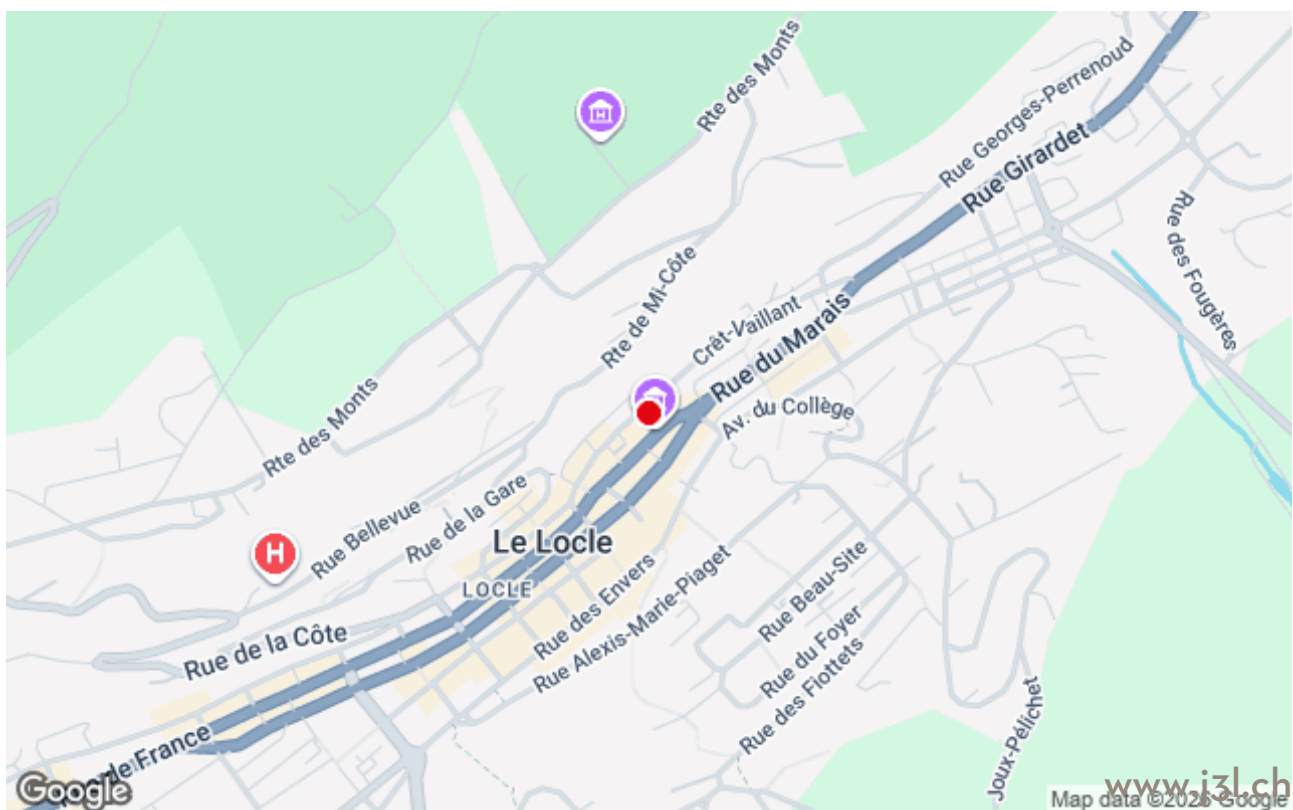 Rte des Monts
Rue Georges-Perrenoud
Rue Girardet
Rue des Fougères
Rte de Mi-Côte
Crêt-Vaillant
Rue du Marais
Av. du Collège
Rte des Monts
Rue Bellevue
Rue de la Gare
H
Le Locle
LOCLE
Rue des Envers
Rue Alexis-Marie-Piaget
Rue Beau-Site
Rue du Foyer
Rue des Fiottets
Rue de la Côte
de France
Joux-Pélichet
Google
www.j3l.ch
Map data ©2026 Google